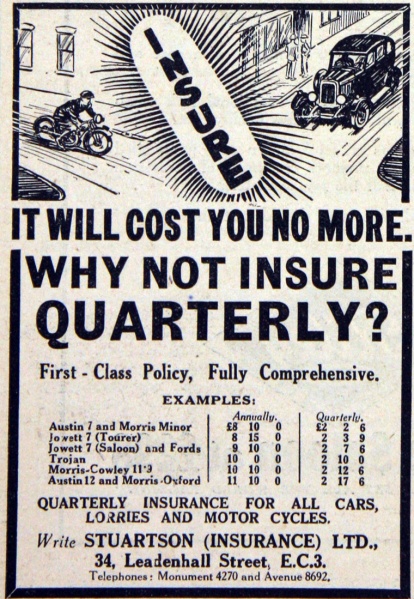 INSURE
IT WILL COST YOU NO MORE.
WHY NOT INSURE
QUARTERLY?
First-Class Policy, Fully Comprehensive.
EXAMPLES:
Annually. Quarterly.
Austin 7 and Morris Minor £8 10 0 £2 2 6
Jowett 7 (Tourer) 8 15 0 2 3 9
Jowett 7 (Saloon) and Fords 9 10 0 2 7 6
Trojan 10 0 0 2 10 0
Morris-Cowley 11·9 10 10 0 2 12 6
Austin 12 and Morris-Oxford 11 10 0 2 17 6
QUARTERLY INSURANCE FOR ALL CARS,
LORRIES AND MOTOR CYCLES.
Write STUARTSON (INSURANCE) LTD.,
34, Leadenhall Street, E.C.3.
Telephones: Monument 4270 and Avenue 8692.